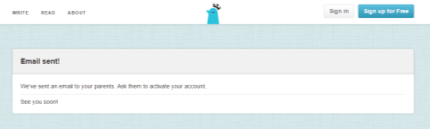 WRITE READ ABOUT Sign in Sign up for Free
Email sent!
We've sent an email to your parents. Ask them to activate your account.
See you soon!